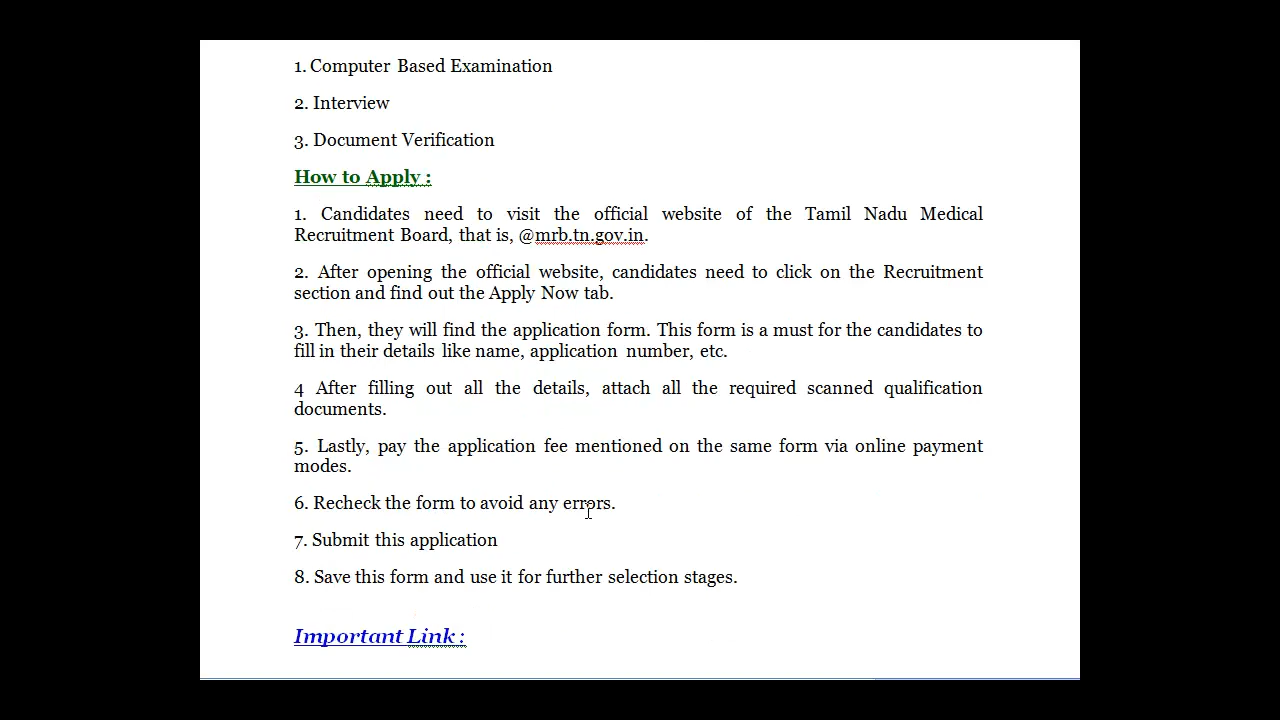 1. Computer Based Examination
2. Interview
3. Document Verification
How to Apply :
1. Candidates need to visit the official website of the Tamil Nadu Medical
Recruitment Board, that is, @mrb.tn.gov.in.
2. After opening the official website, candidates need to click on the Recruitment
section and find out the Apply Now tab.
3. Then, they will find the application form. This form is a must for the candidates to
fill in their details like name, application number, etc.
4 After filling out all the details, attach all the required scanned qualification
documents.
5. Lastly, pay the application fee mentioned on the same form via online payment
modes.
6. Recheck the form to avoid any errors.
7. Submit this application
8. Save this form and use it for further selection stages.
Important Link :